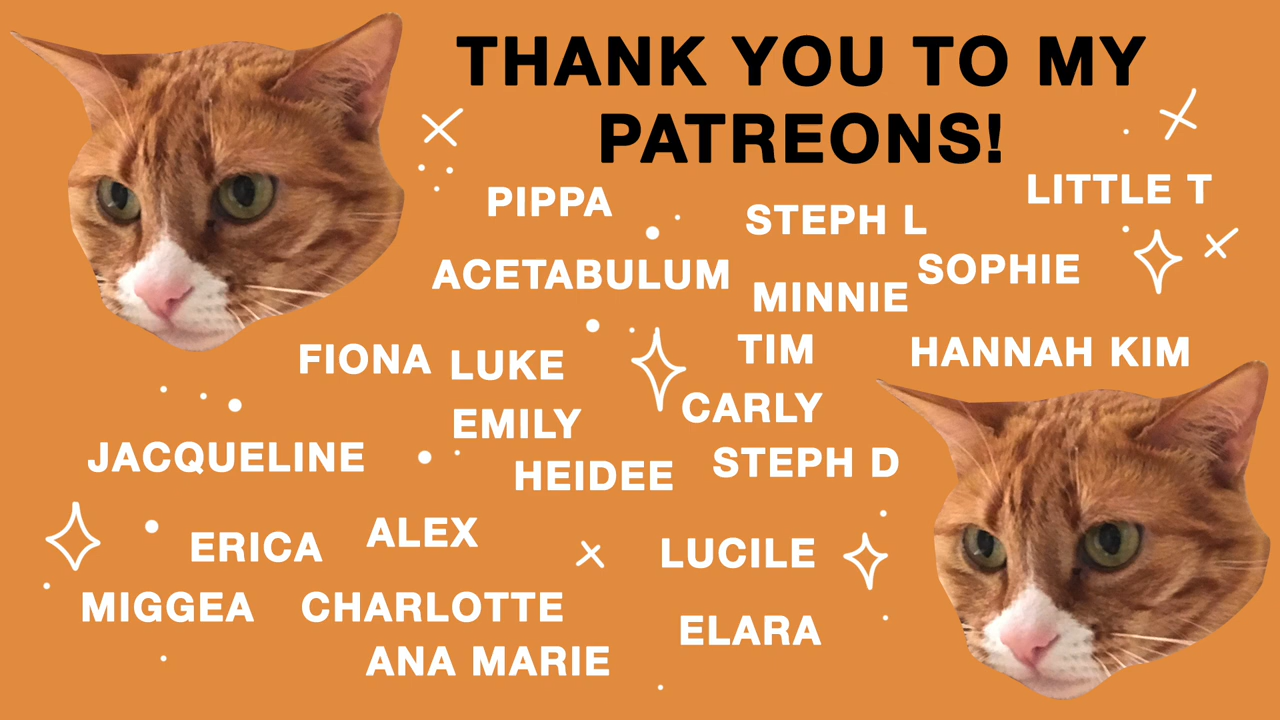 THANK YOU TO MY
PATREONS!
PIPPA
STEPH L
LITTLE T
ACETABULUM
MINNIE
SOPHIE
FIONA
LUKE
TIM
HANNAH KIM
EMILY
CARLY
JACQUELINE
HEIDEE
STEPH D
ERICA
ALEX
LUCILE
MIGGEA
CHARLOTTE
ELARA
ANA MARIE